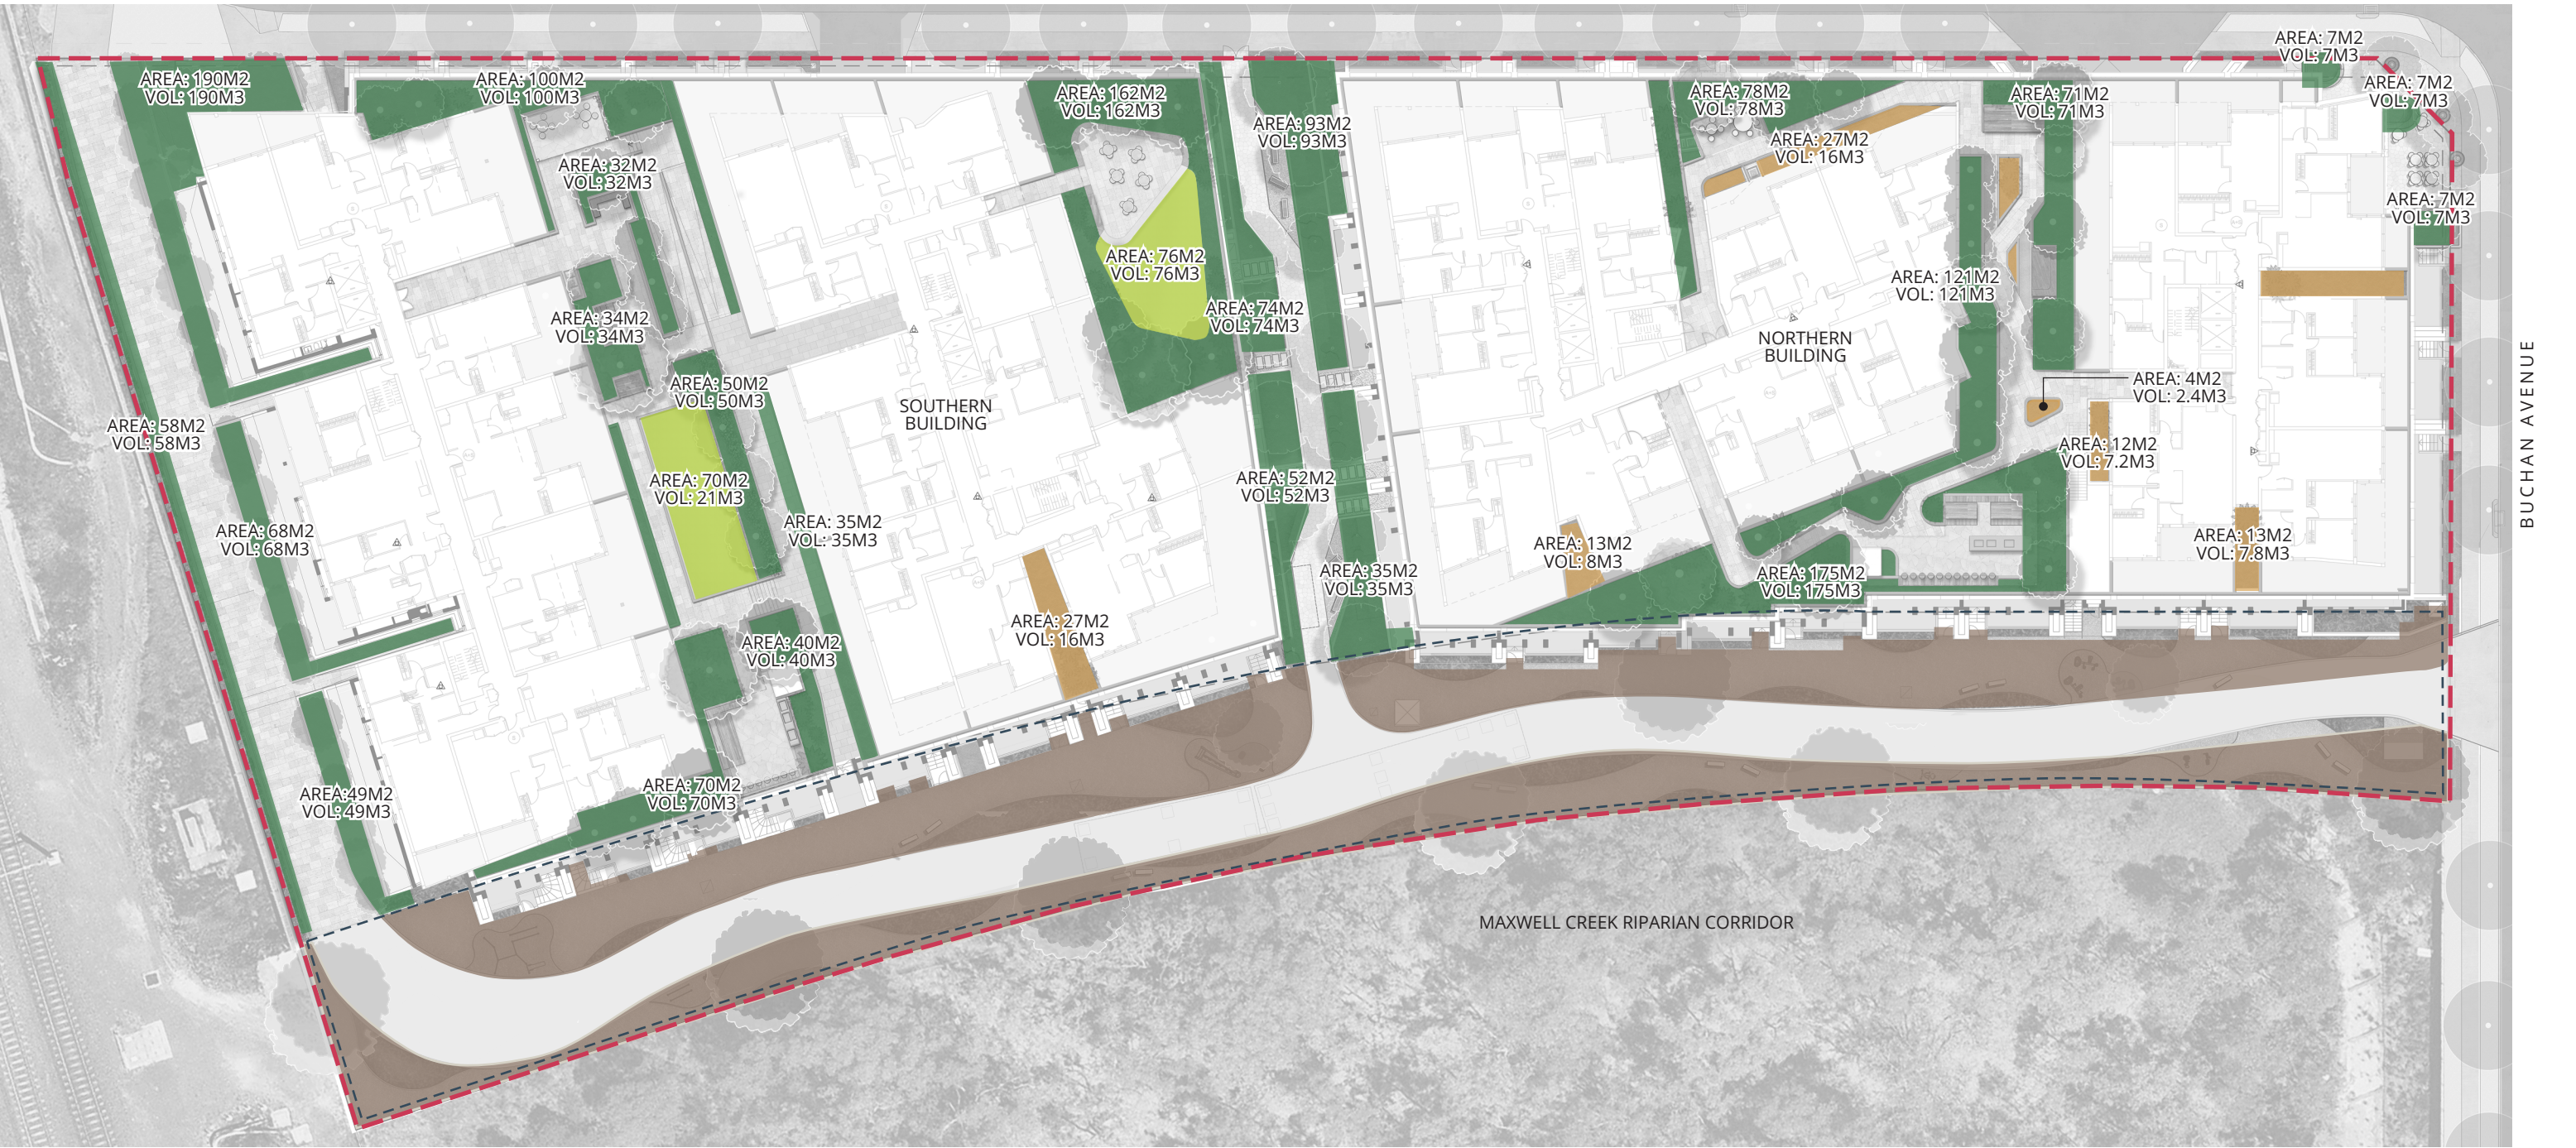 AREA: 7M2
VOL: 7M3
AREA: 190M2
VOL: 190M3
AREA: 100M2
VOL: 100M3
AREA: 162M2
VOL: 162M3
AREA: 78M2
VOL: 78M3
AREA: 71M2
VOL: 71M3
AREA: 7M2
VOL: 7M3
AREA: 93M2
VOL: 93M3
AREA: 27M2
VOL: 16M3
AREA: 32M2
VOL: 32M3
AREA: 7M2
VOL: 7M3
AREA: 76M2
VOL: 76M3
AREA: 121M2
VOL: 121M3
AREA: 74M2
VOL: 74M3
AREA: 34M2
VOL: 34M3
NORTHERN
BUILDING
AREA: 50M2
VOL: 50M3
AREA: 4M2
VOL: 2.4M3
SOUTHERN
BUILDING
AREA: 58M2
VOL: 58M3
AREA: 12M2
VOL: 7.2M3
BUCHAN AVENUE
AREA: 70M2
VOL: 21M3
AREA: 52M2
VOL: 52M3
AREA: 35M2
VOL: 35M3
AREA: 68M2
VOL: 68M3
AREA: 13M2
VOL: 8M3
AREA: 13M2
VOL: 7.8M3
AREA: 35M2
VOL: 35M3
AREA: 175M2
VOL: 175M3
AREA: 27M2
VOL: 16M3
AREA: 40M2
VOL: 40M3
AREA: 70M2
VOL: 70M3
AREA:49M2
VOL: 49M3
MAXWELL CREEK RIPARIAN CORRIDOR